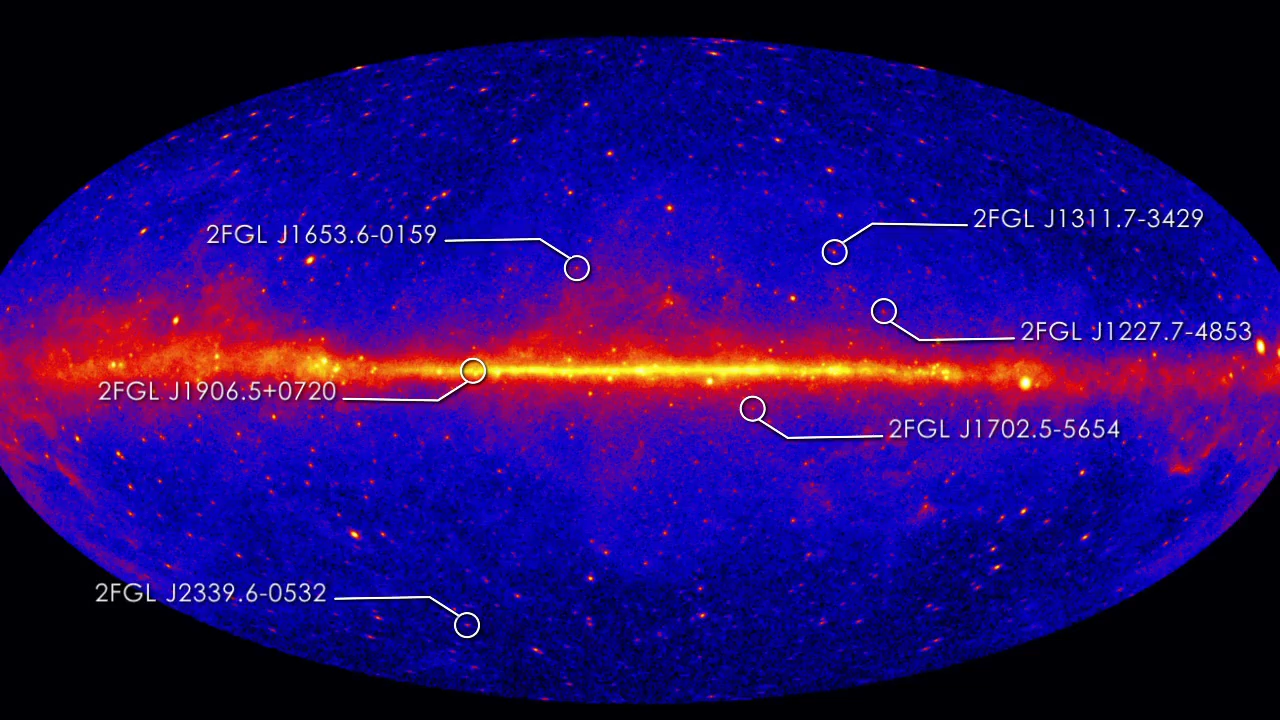 2FGL J1311.7-3429
2FGL J1653.6-0159
2FGL J1227.7-4853
2FGL J1906.5+0720
2FGL J1702.5-5654
2FGL J2339.6-0532